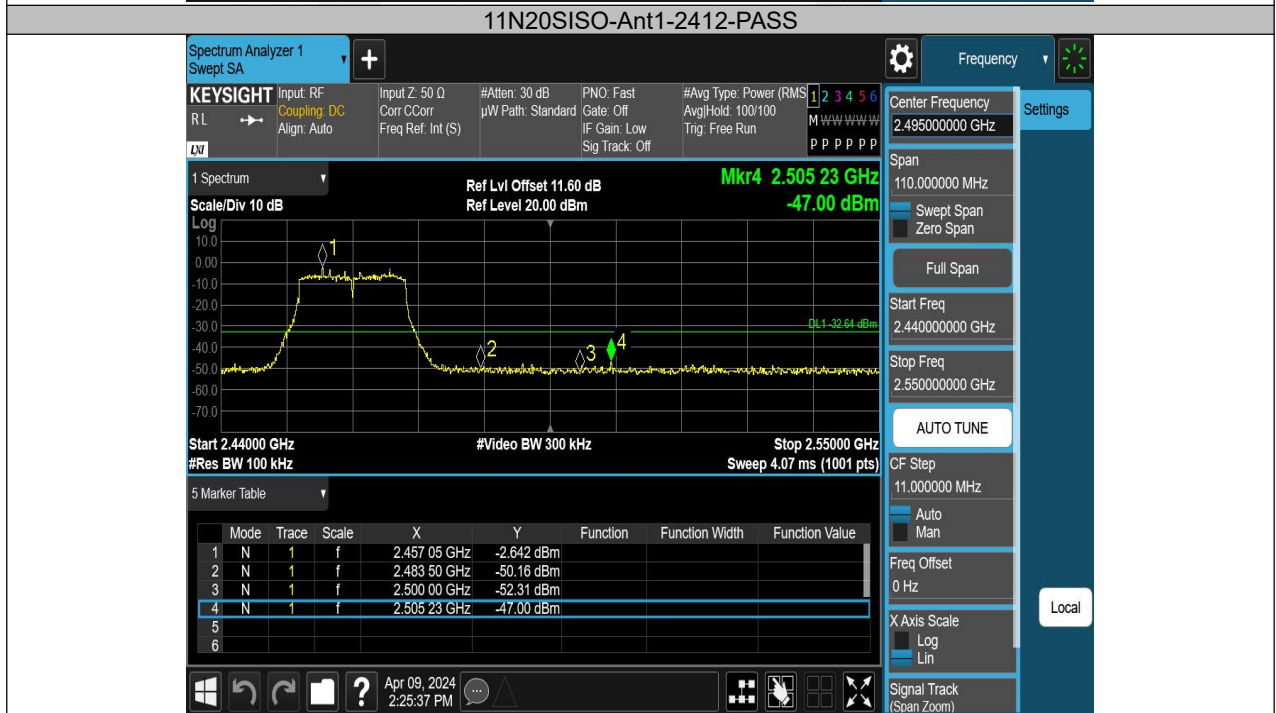 11N20SISO-Ant1-2412-PASS
Spectrum Analyzer 1
Swept SA
+
Frequency
KEYSIGHT
RL
LXI
Input: RF
Coupling: DC
Align: Auto
Input Z: 50 Ω
Corr CCorr
Freq Ref: Int (S)
#Atten: 30 dB
µW Path: Standard
PNO: Fast
Gate: Off
IF Gain: Low
Sig Track: Off
#Avg Type: Power (RMS
Avg|Hold: 100/100
Trig: Free Run
1 2 3 4 5 6
M W W W W W
P P P P P P
1 Spectrum
Scale/Div 10 dB
Ref Lvl Offset 11.60 dB
Ref Level 20.00 dBm
Mkr4 2.505 23 GHz
-47.00 dBm
Log
10.0
0.00
-10.0
-20.0
-30.0
-40.0
-50.0
-60.0
-70.0
1
2
3
4
DL1 -32.64 dBm
Start 2.44000 GHz
#Res BW 100 kHz
#Video BW 300 kHz
Stop 2.55000 GHz
Sweep 4.07 ms (1001 pts)
5 Marker Table
Mode Trace Scale X Y Function Function Width Function Value
1 N 1 f 2.457 05 GHz -2.642 dBm
2 N 1 f 2.483 50 GHz -50.16 dBm
3 N 1 f 2.500 00 GHz -52.31 dBm
4 N 1 f 2.505 23 GHz -47.00 dBm
5
6
?
Apr 09, 2024
2:25:37 PM
Center Frequency
2.495000000 GHz
Span
110.000000 MHz
Swept Span
Zero Span
Full Span
Start Freq
2.440000000 GHz
Stop Freq
2.550000000 GHz
AUTO TUNE
CF Step
11.000000 MHz
Auto
Man
Freq Offset
0 Hz
X Axis Scale
Log
Lin
Signal Track
(Span Zoom)
Settings
Local